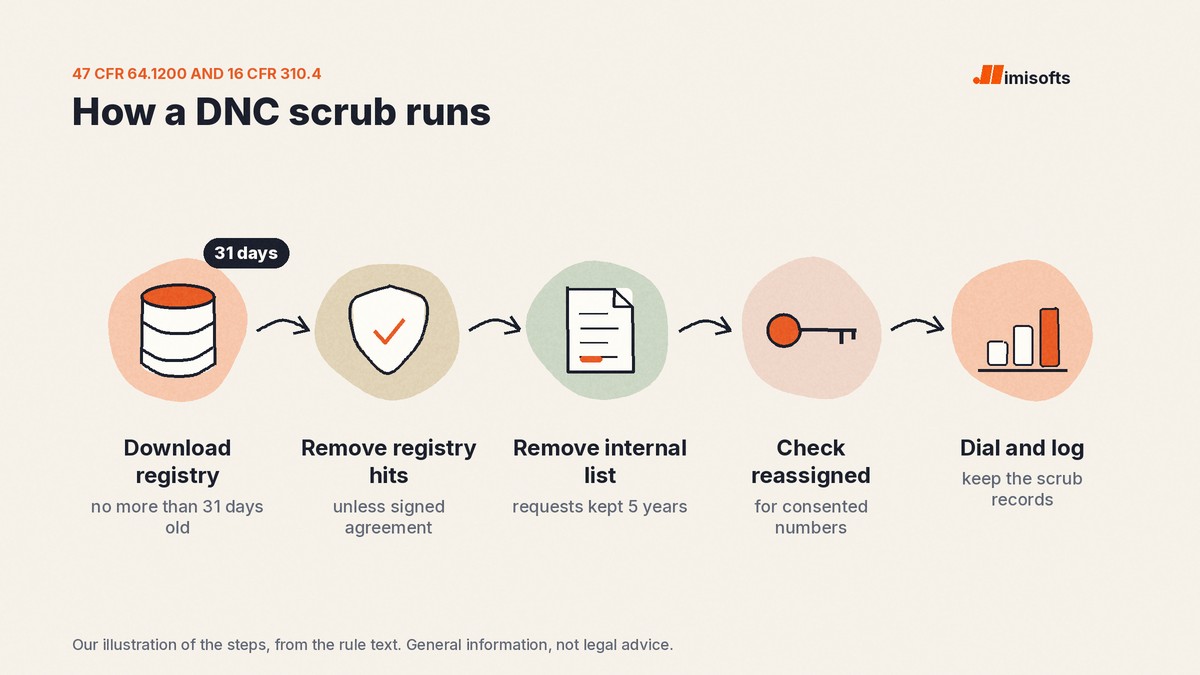 47 CFR 64.1200 AND 16 CFR 310.4
imisofts
How a DNC scrub runs
31 days
Download
registry
no more than 31 days
old
Remove registry
hits
unless signed
agreement
Remove internal
list
requests kept 5 years
Check
reassigned
for consented
numbers
Dial and log
keep the scrub
records
Our illustration of the steps, from the rule text. General information, not legal advice.